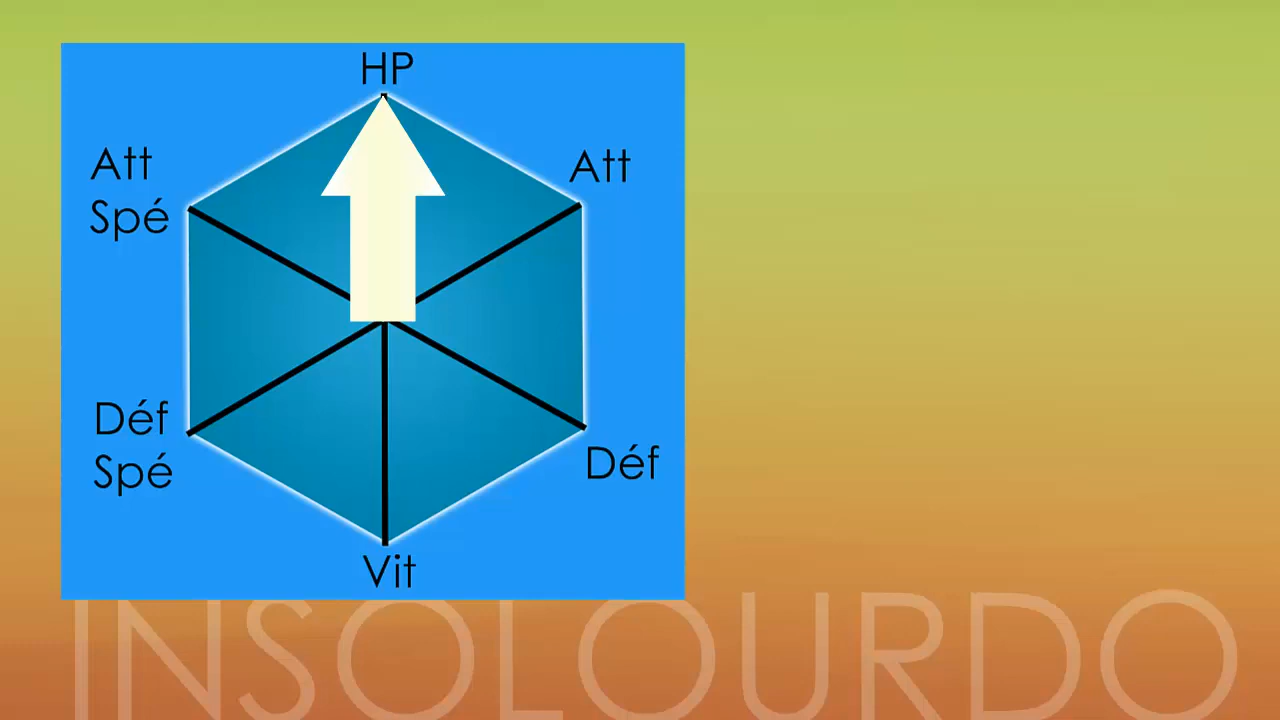 HP
Att
Spé
Att
Déf
Spé
Déf
Vit
INSOLOURDO